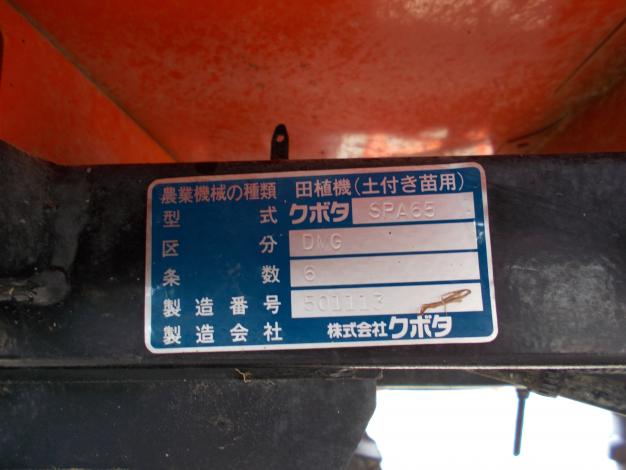 農業機械の種類 田植機(土付き苗用)
型式 クボタ SPA65
区分 DMG
条数 6
製造番号 501113
製造会社 株式会社クボタ